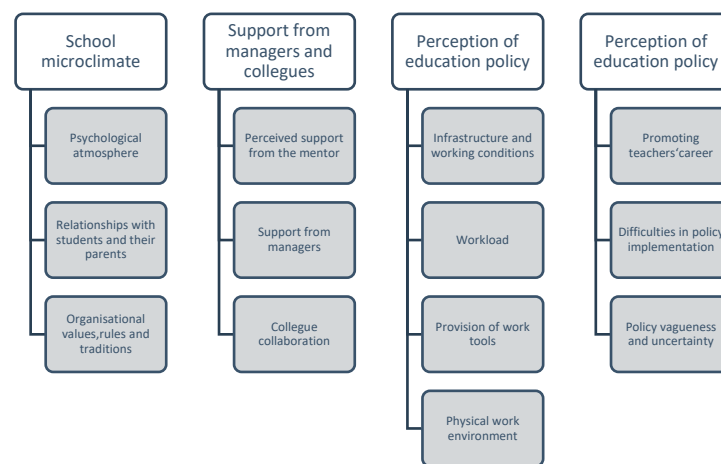 School
microclimate
Psychological
atmosphere
Relationships with
students and their
parents
Organisational
values,rules and
traditions
Support from
managers and
collegues
Perceived support
from the mentor
Support from
managers
Collegue
collaboration
Perception of
education policy
Infrastructure and
working conditions
Workload
Provision of work
tools
Physical work
environment
Perception of
education policy
Promoting
teachers‘career
Difficulties in policy
implementation
Policy vagueness
and uncertainty